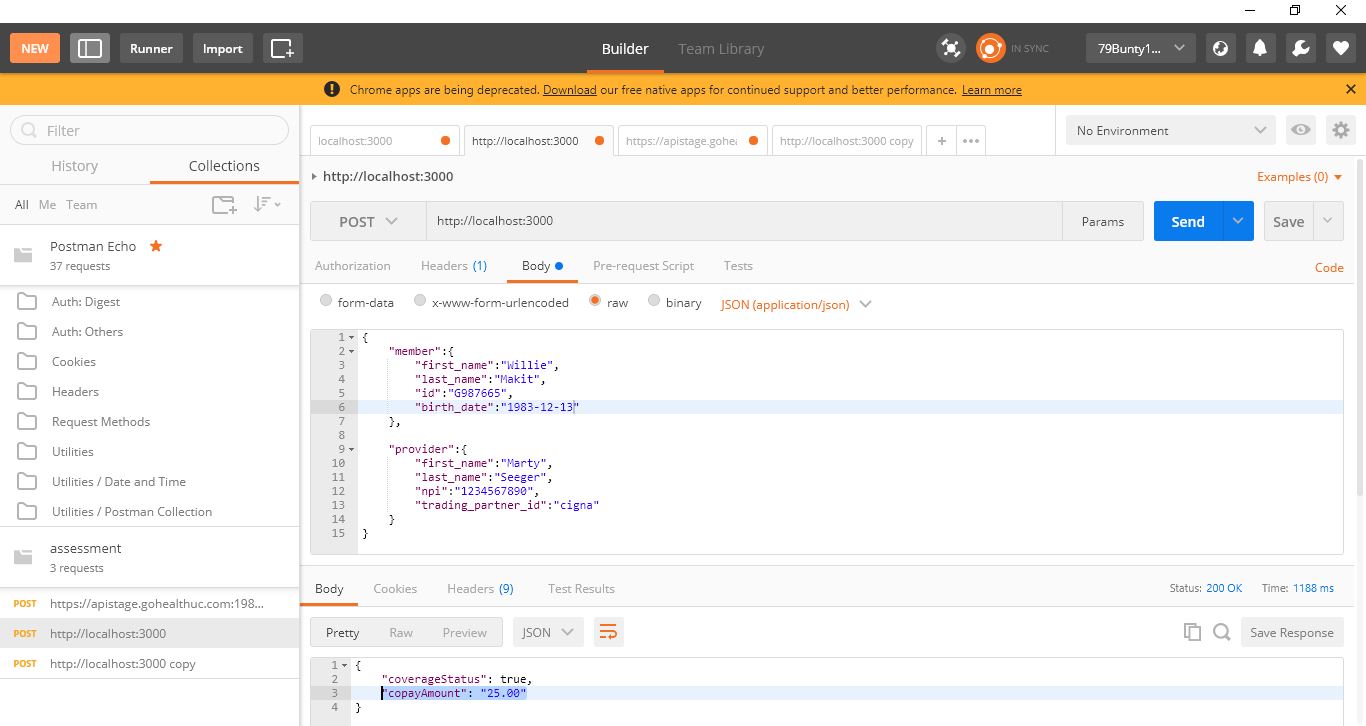 NEW Runner Import Builder Team Library IN SYNC 79Bunty1...
Chrome apps are being deprecated. Download our free native apps for continued support and better performance. Learn more
Filter
History Collections
All Me Team
Postman Echo
37 requests
Auth: Digest
Auth: Others
Cookies
Headers
Request Methods
Utilities
Utilities / Date and Time
Utilities / Postman Collection
assessment
3 requests
POST https://apistage.gohealthuc.com:198...
POST http://localhost:3000
POST http://localhost:3000 copy
localhost:3000 http://localhost:3000 https://apistage.gohea http://localhost:3000 copy + ••• No Environment
http://localhost:3000 Examples (0)
POST http://localhost:3000 Params Send Save
Authorization Headers (1) Body Pre-request Script Tests Code
form-data x-www-form-urlencoded raw binary JSON (application/json)
1 {
2 "member":{
3 "first_name":"Willie",
4 "last_name":"Makit",
5 "id":"G987665",
6 "birth_date":"1983-12-13"
7 },
8
9 "provider":{
10 "first_name":"Marty",
11 "last_name":"Seeger",
12 "npi":"1234567890",
13 "trading_partner_id":"cigna"
14 }
15 }
Body Cookies Headers (9) Test Results Status: 200 OK Time: 1188 ms
Pretty Raw Preview JSON Save Response
1 {
2 "coverageStatus": true,
3 "copayAmount": "25.00"
4 }